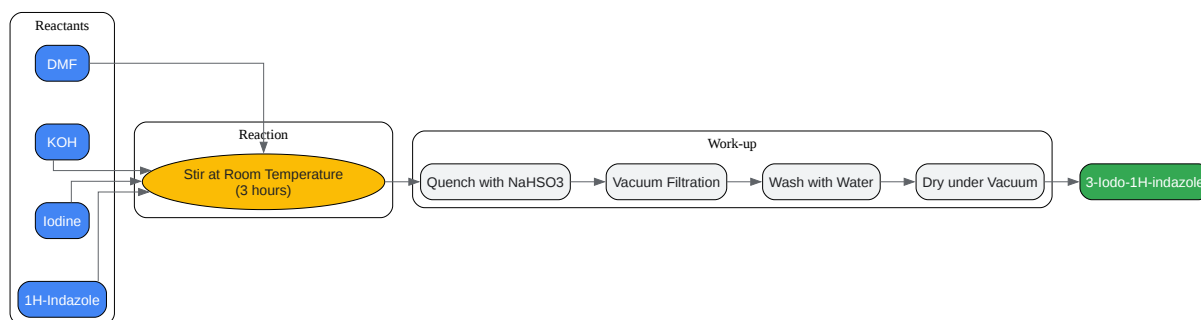 Reactants
DMF
KOH
Iodine
1H-Indazole
Reaction
Stir at Room Temperature
(3 hours)
Work-up
Quench with NaHSO3
Vacuum Filtration
Wash with Water
Dry under Vacuum
3-Iodo-1H-indazole